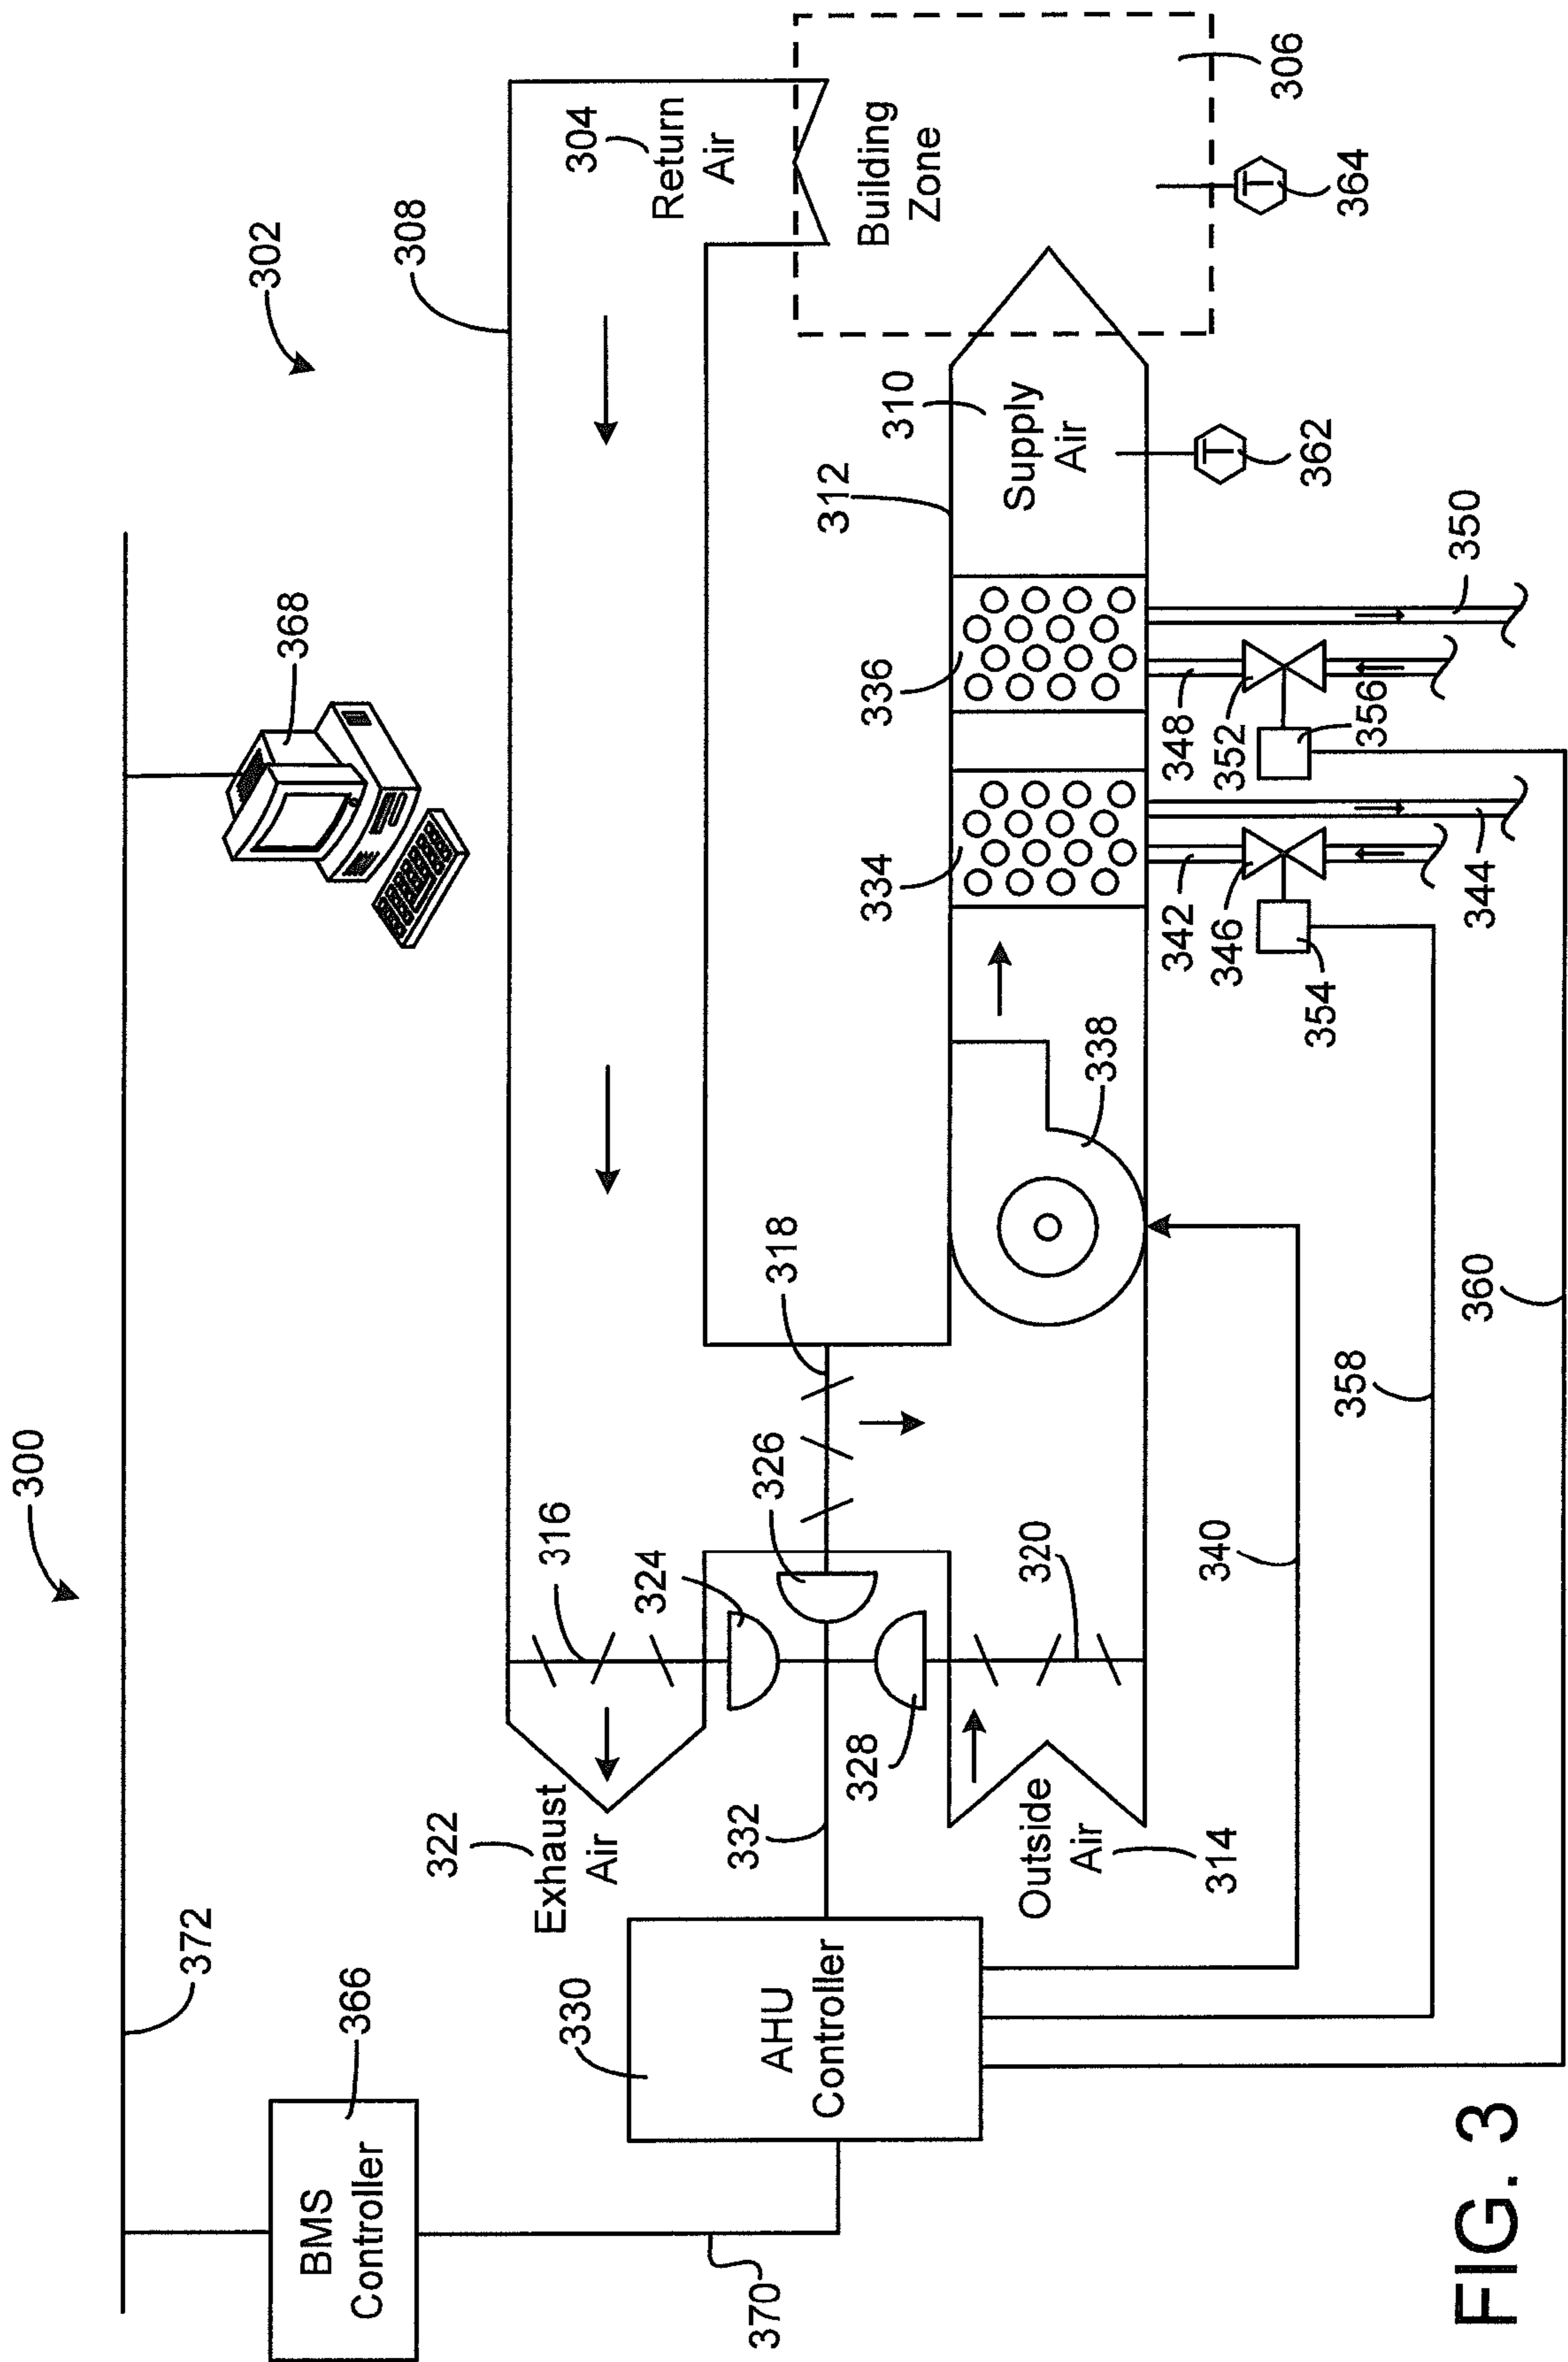 300
372
BMS
Controller
366
370
368
302
308
304
Return
Air
Building
Zone
306
364
322
Exhaust
Air
316
324
326
318
332
328
320
Outside
Air
314
330
AHU
Controller
338
340
334
336
312
310
Supply
Air
362
342
346
354
344
348
352
356
350
358
360
T
T
FIG. 3